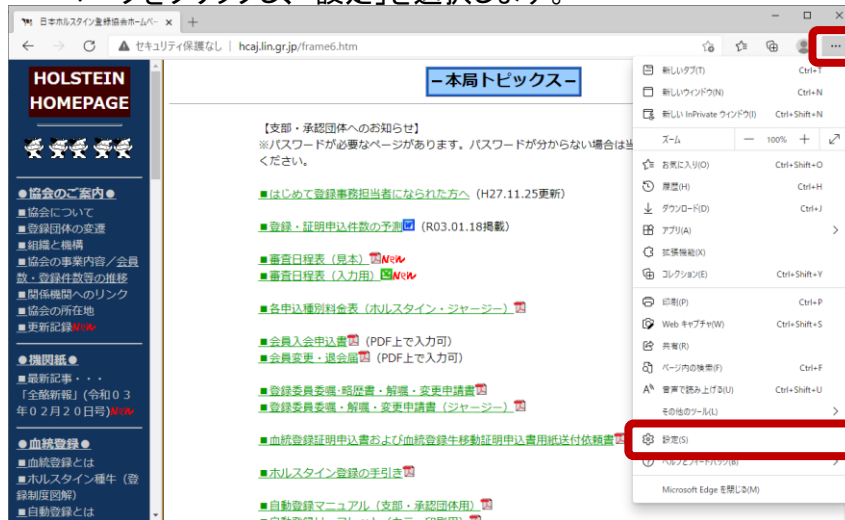 をクリックし、「設定」を選択します。
日本ホルスタイン登録協会ホームペー
セキュリティ保護なし | hcaj.lin.gr.jp/frame6.htm
HOLSTEIN
HOMEPAGE
●協会のご案内●
■協会について
■登録団体の変遷
■組織と機構
■協会の事業内容／会員
数・登録件数等の推移
■関係機関へのリンク
■協会の所在地
■更新記録New
●機関紙●
■最新記事・・・
「全酪新報」(令和０３
年０２月２０日号)New
●血統登録●
■血統登録とは
■ホルスタイン種牛（登
録制度図解）
■自動登録とは
－本局トピックス－
【支部・承認団体へのお知らせ】
※パスワードが必要なページがあります。パスワードが分からない場合は当
ください。
■はじめて登録事務担当者になられた方へ（H27.11.25更新）
■登録・証明申込件数の予測 （R03.01.18掲載）
■審査日程表（見本） New
■審査日程表（入力用） New
■各申込種別料金表（ホルスタイン・ジャージー）
■会員入会申込書 （PDF上で入力可）
■会員変更・退会届 （PDF上で入力可）
■登録委員委嘱・略歴書・解嘱・変更申請書
■登録委員委嘱・解嘱・変更申請書（ジャージー）
■血統登録証明申込書および血統登録牛移動証明申込書用紙送付依頼書
■ホルスタイン登録の手引き
■自動登録マニュアル（支部・承認団体用）
新しいタブ(T) Ctrl+T
新しいウィンドウ(N) Ctrl+N
新しい InPrivate ウィンドウ(I) Ctrl+Shift+N
ズーム — 100% +
お気に入り(O) Ctrl+Shift+O
履歴(H) Ctrl+H
ダウンロード(D) Ctrl+J
アプリ(A)
拡張機能(X)
コレクション(E) Ctrl+Shift+Y
印刷(P) Ctrl+P
Web キャプチャ(W) Ctrl+Shift+S
共有(R)
ページ内の検索(F) Ctrl+F
音声で読み上げる(U) Ctrl+Shift+U
その他のツール(L)
設定(S)
ヘルプとフィードバック(B)
Microsoft Edge を閉じる(M)